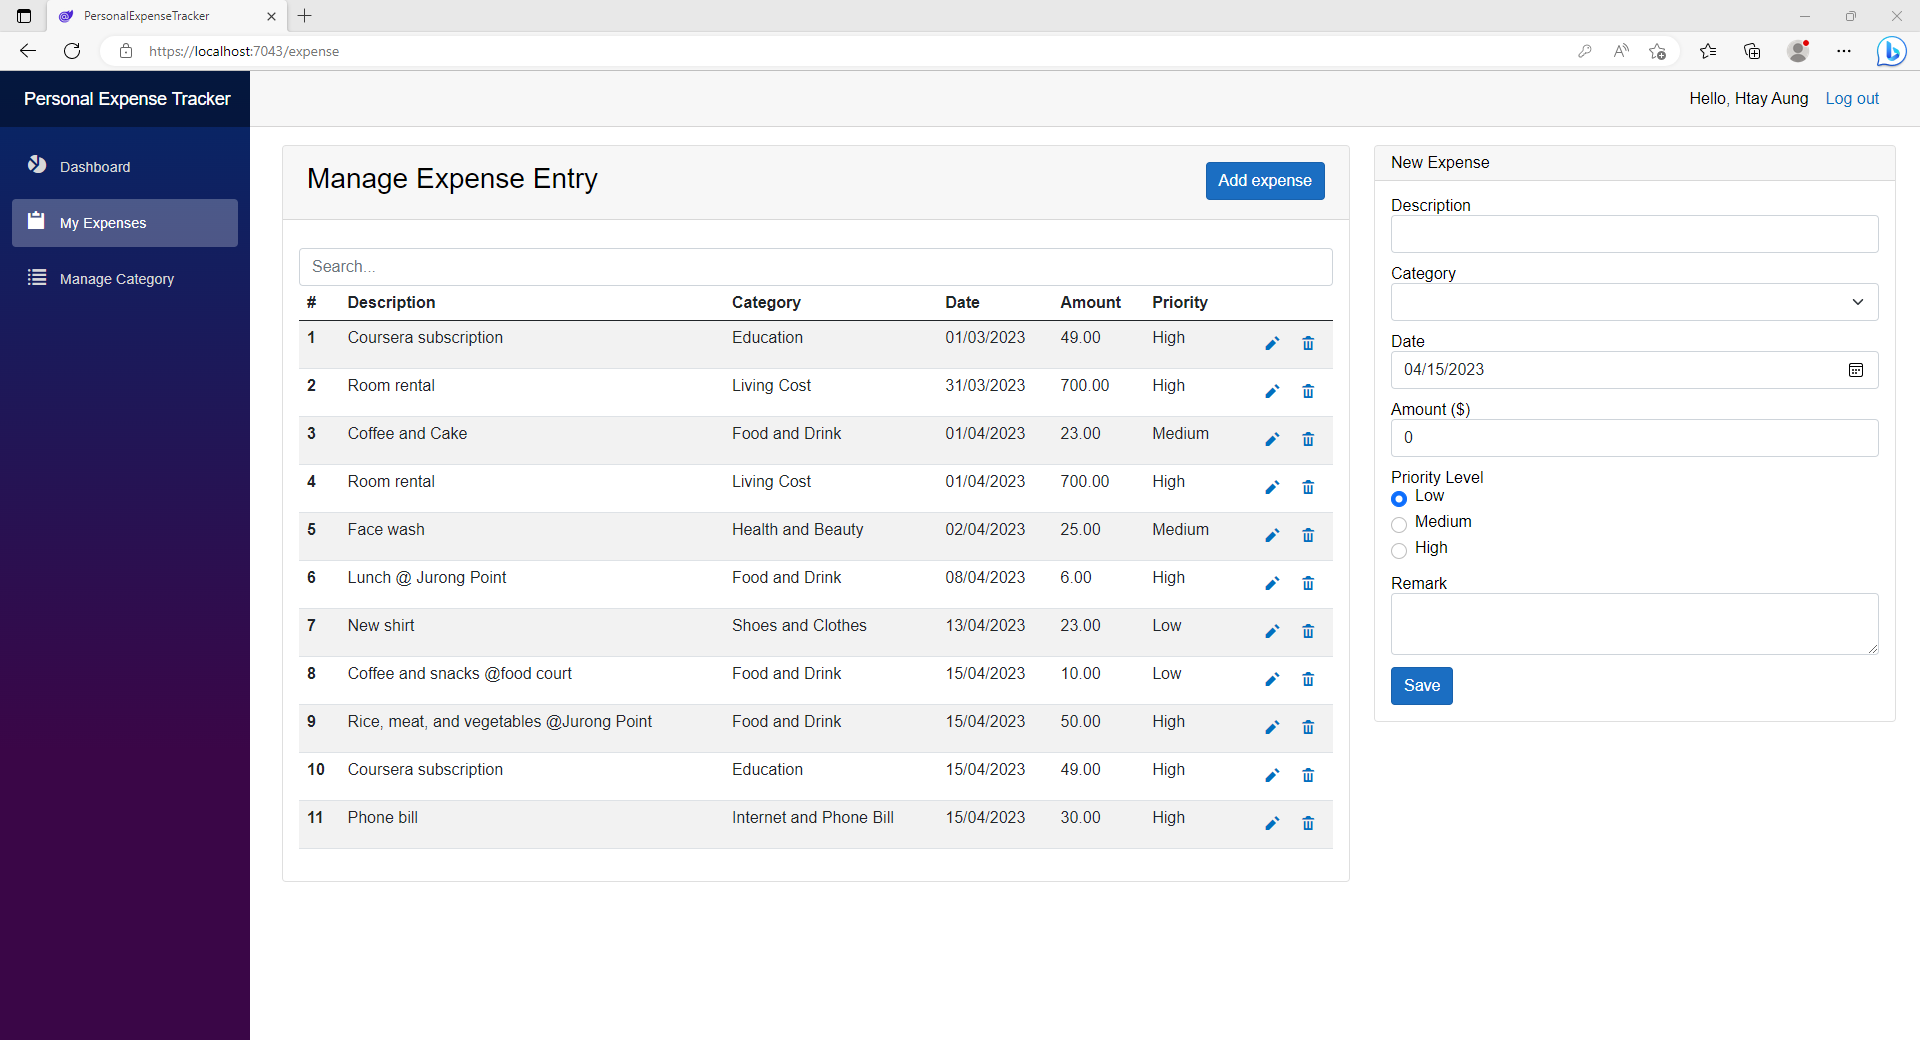 PersonalExpenseTracker
https://localhost:7043/expense
Personal Expense Tracker
Hello, Htay Aung Log out
Dashboard
My Expenses
Manage Category
Manage Expense Entry
Add expense
Search...
# Description Category Date Amount Priority
1 Coursera subscription Education 01/03/2023 49.00 High
2 Room rental Living Cost 31/03/2023 700.00 High
3 Coffee and Cake Food and Drink 01/04/2023 23.00 Medium
4 Room rental Living Cost 01/04/2023 700.00 High
5 Face wash Health and Beauty 02/04/2023 25.00 Medium
6 Lunch @ Jurong Point Food and Drink 08/04/2023 6.00 High
7 New shirt Shoes and Clothes 13/04/2023 23.00 Low
8 Coffee and snacks @food court Food and Drink 15/04/2023 10.00 Low
9 Rice, meat, and vegetables @Jurong Point Food and Drink 15/04/2023 50.00 High
10 Coursera subscription Education 15/04/2023 49.00 High
11 Phone bill Internet and Phone Bill 15/04/2023 30.00 High
New Expense
Description
Category
Date
04/15/2023
Amount ($)
0
Priority Level
Low
Medium
High
Remark
Save